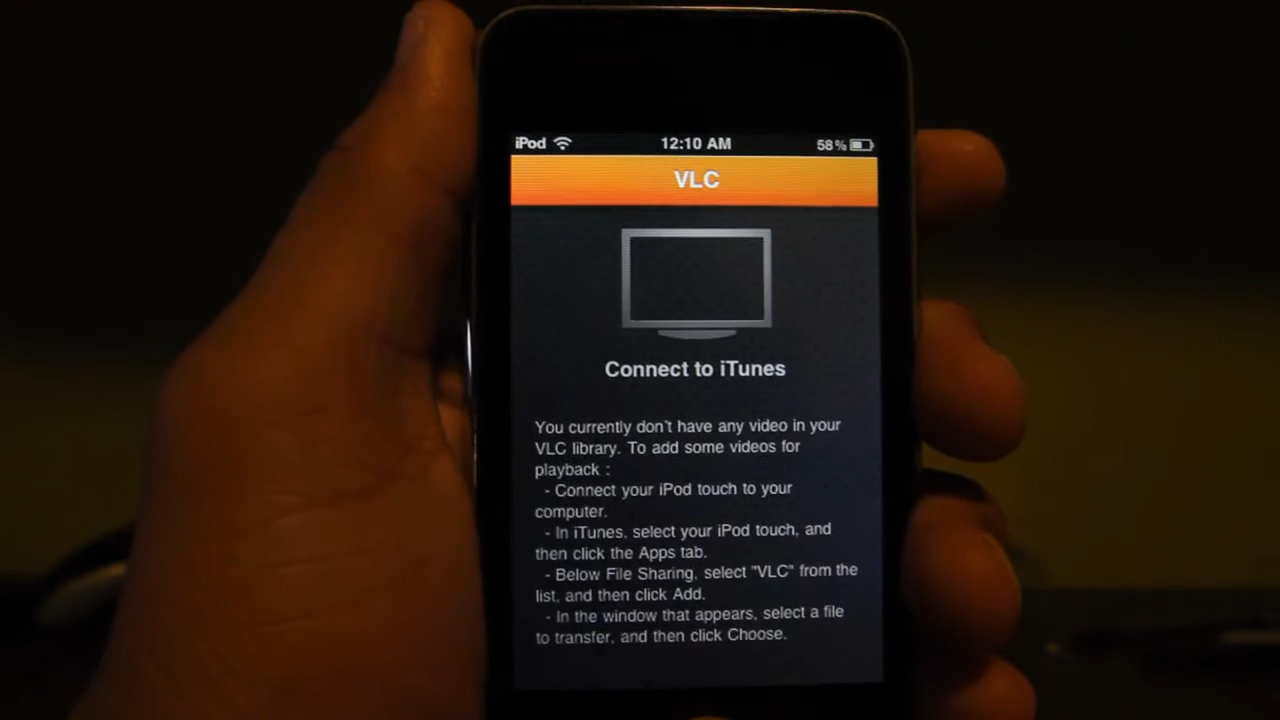 iPod 12:10 AM 58%
VLC
Connect to iTunes
You currently don't have any video in your
VLC library. To add some videos for
playback :
- Connect your iPod touch to your
computer.
- In iTunes, select your iPod touch, and
then click the Apps tab.
- Below File Sharing, select "VLC" from the
list, and then click Add.
- In the window that appears, select a file
to transfer, and then click Choose.